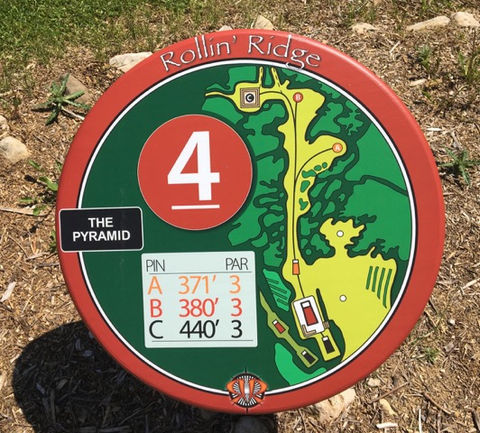 Rollin' Ridge
4
THE
PYRAMID
PIN PAR
A 371' 3
B 380' 3
C 440' 3
C
B
A